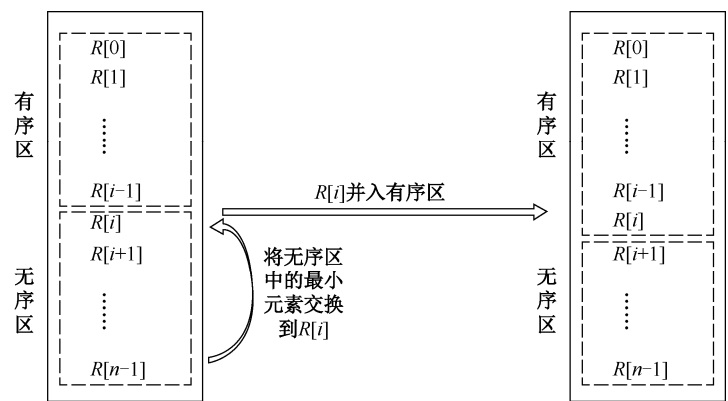 有序区
R[0]
R[1]
……
R[i−1]
无序区
R[i]
R[i+1]
……
R[n−1]
R[i]并入有序区
将无序区
中的最小
元素交换
到R[i]
有序区
R[0]
R[1]
……
R[i−1]
R[i]
无序区
R[i+1]
……
R[n−1]